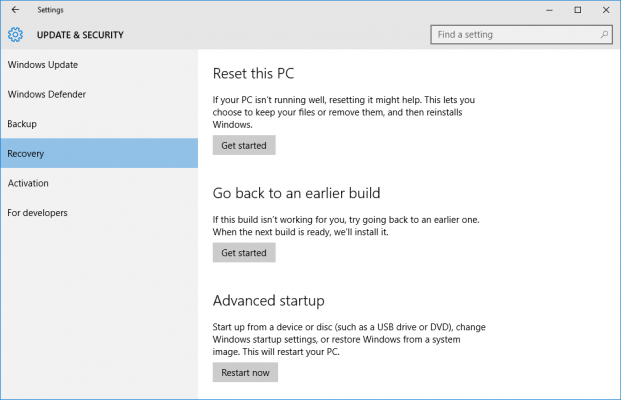 Settings
UPDATE & SECURITY
Find a setting
Windows Update
Windows Defender
Backup
Recovery
Activation
For developers
Reset this PC
If your PC isn't running well, resetting it might help. This lets you
choose to keep your files or remove them, and then reinstalls
Windows.
Get started
Go back to an earlier build
If this build isn't working for you, try going back to an earlier one.
When the next build is ready, we'll install it.
Get started
Advanced startup
Start up from a device or disc (such as a USB drive or DVD), change
Windows startup settings, or restore Windows from a system
image. This will restart your PC.
Restart now